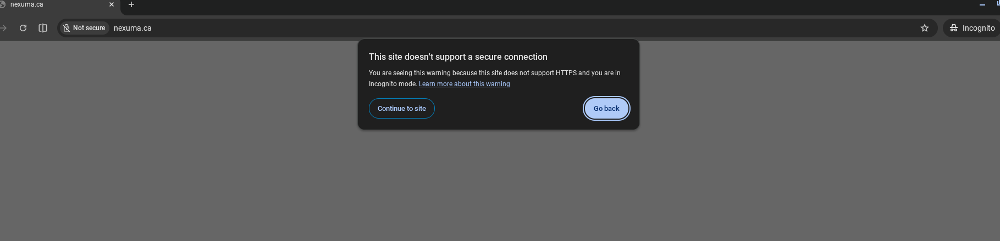 nexuma.ca
Not secure
nexuma.ca
Incognito
This site doesn't support a secure connection
You are seeing this warning because this site does not support HTTPS and you are in
Incognito mode. Learn more about this warning
Continue to site
Go back